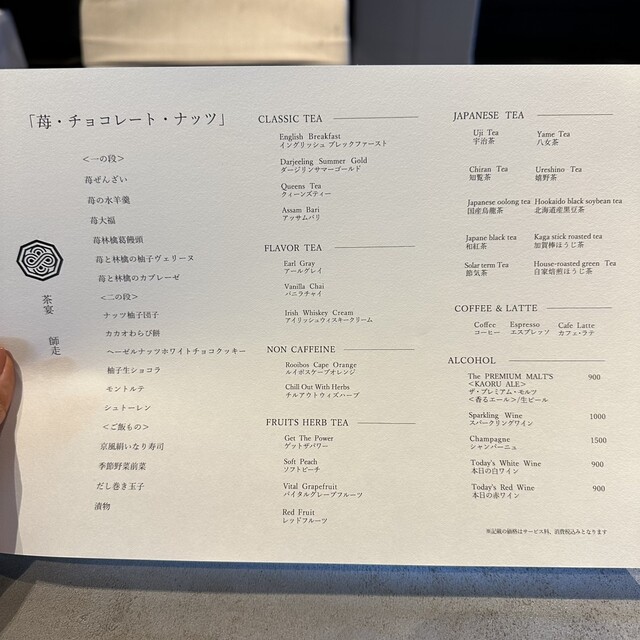 「苺・チョコレート・ナッツ」
<一の段>
苺ぜんざい
苺の水羊羹
苺大福
苺林檎葛饅頭
苺と林檎の柚子ヴェリーヌ
苺と林檎のカプレーゼ
<二の段>
ナッツ柚子団子
カカオわらび餅
ヘーゼルナッツホワイトチョコクッキー
柚子生ショコラ
モントルテ
シュトーレン
<ご飯もの>
京風絹いなり寿司
季節野菜前菜
だし巻き玉子
漬物
茶宴 師走
CLASSIC TEA
English Breakfast
イングリッシュ ブレックファースト
Darjeeling Summer Gold
ダージリンサマーゴールド
Queens Tea
クィーンズティー
Assam Bari
アッサムバリ
FLAVOR TEA
Earl Gray
アールグレイ
Vanilla Chai
バニラチャイ
Irish Whiskey Cream
アイリッシュウィスキークリーム
NON CAFFEINE
Rooibos Cape Orange
ルイボスケープオレンジ
Chill Out With Herbs
チルアウトウィズハーブ
FRUITS HERB TEA
Get The Power
ゲットザパワー
Soft Peach
ソフトピーチ
Vital Grapefruit
バイタルグレープフルーツ
Red Fruit
レッドフルーツ
JAPANESE TEA
Uji Tea Yame Tea
宇治茶 八女茶
Chiran Tea Ureshino Tea
知覧茶 嬉野茶
Japanese oolong tea Hookaido black soybean tea
国産烏龍茶 北海道産黒豆茶
Japane black tea Kaga stick roasted tea
和紅茶 加賀棒ほうじ茶
Solar term Tea House-roasted green Tea
節気茶 自家焙煎ほうじ茶
COFFEE & LATTE
Coffee Espresso Cafe Latte
コーヒー エスプレッソ カフェ・ラテ
ALCOHOL
The PREMIUM MALT'S 900
<KAORU ALE>
ザ・プレミアム・モルツ
<香るエール>/生ビール
Sparkling Wine 1000
スパークリングワイン
Champagne 1500
シャンパーニュ
Today's White Wine 900
本日の白ワイン
Today's Red Wine 900
本日の赤ワイン
※記載の価格はサービス料、消費税込みとなります